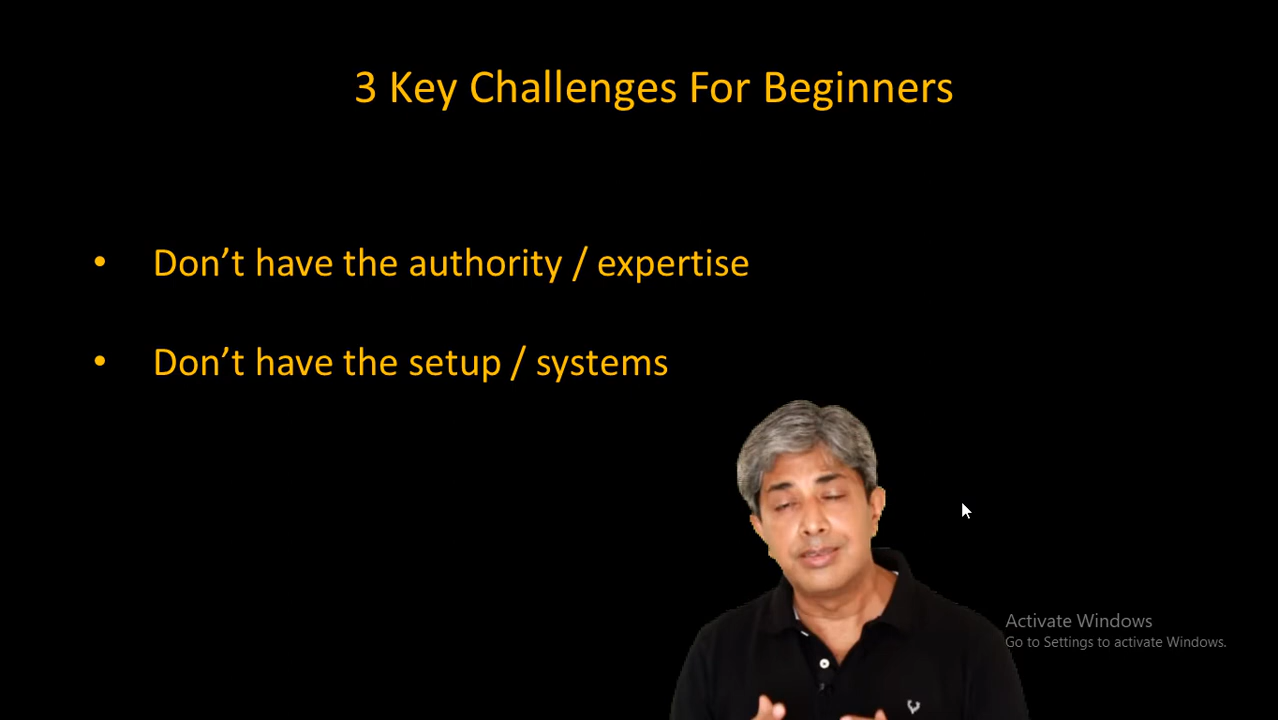 3 Key Challenges For Beginners
• Don’t have the authority / expertise
• Don’t have the setup / systems
Activate Windows
Go to Settings to activate Windows.